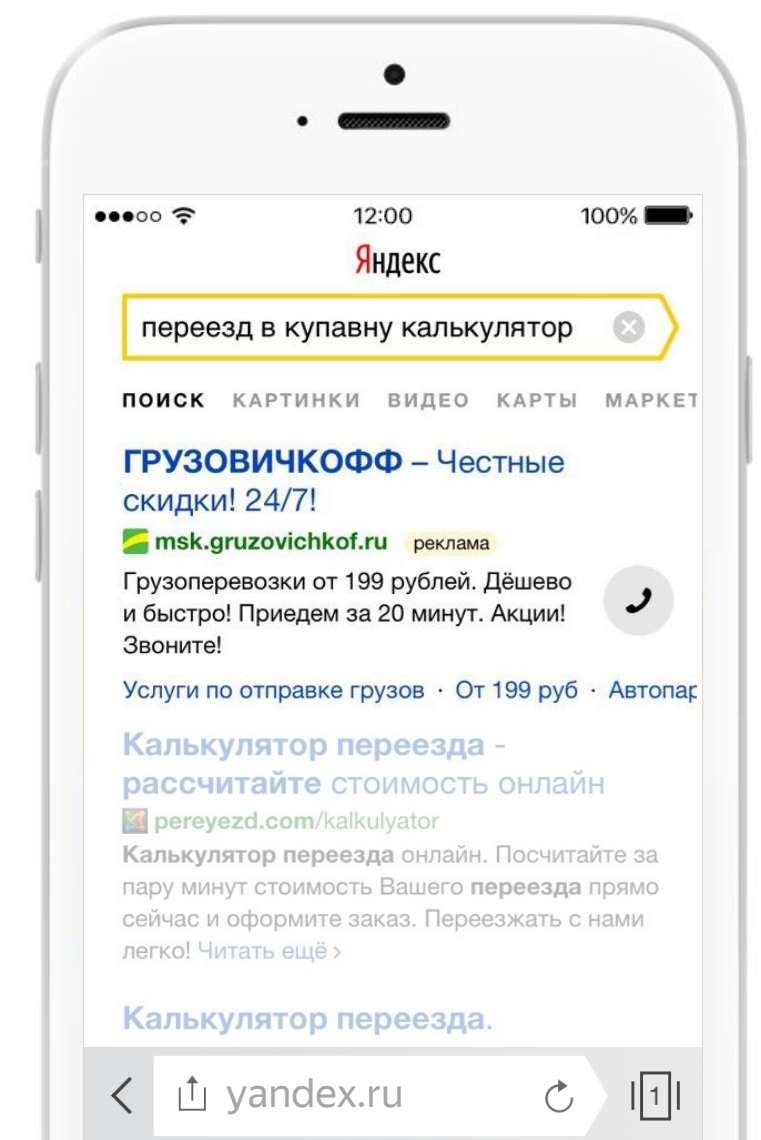 12:00
100%
Яндекс
переезд в купавну калькулятор
ПОИСК КАРТИНКИ ВИДЕО КАРТЫ МАРКЕТ
ГРУЗОВИЧКОФФ – Честные
скидки! 24/7!
msk.gruzovichkof.ru реклама
Грузоперевозки от 199 рублей. Дёшево
и быстро! Приедем за 20 минут. Акции!
Звоните!
Услуги по отправке грузов · От 199 руб · Автопар
Калькулятор переезда -
рассчитайте стоимость онлайн
pereyezd.com/kalkulyator
Калькулятор переезда онлайн. Посчитайте за
пару минут стоимость Вашего переезда прямо
сейчас и оформите заказ. Переезжать с нами
легко! Читать ещё ›
Калькулятор переезда.
yandex.ru
1